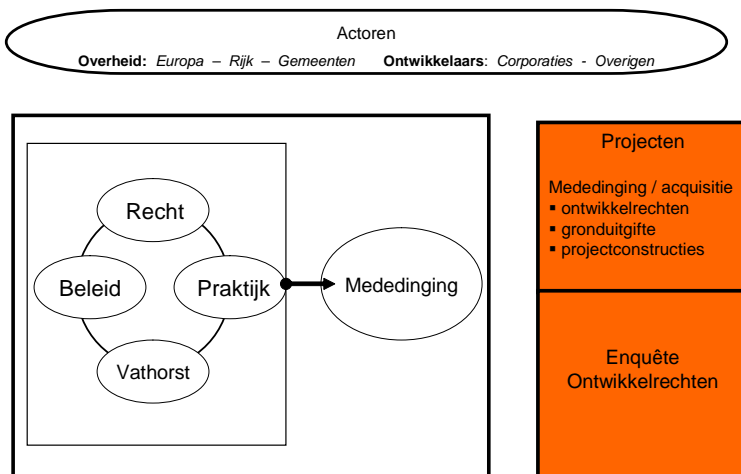 Actoren
Overheid: Europa – Rijk – Gemeenten Ontwikkelaars: Corporaties - Overigen
Recht
Beleid
Praktijk
Vathorst
Mededinging
Projecten
Mededinging / acquisitie
▪ ontwikkelrechten
▪ gronduitgifte
▪ projectconstructies
Enquête
Ontwikkelrechten